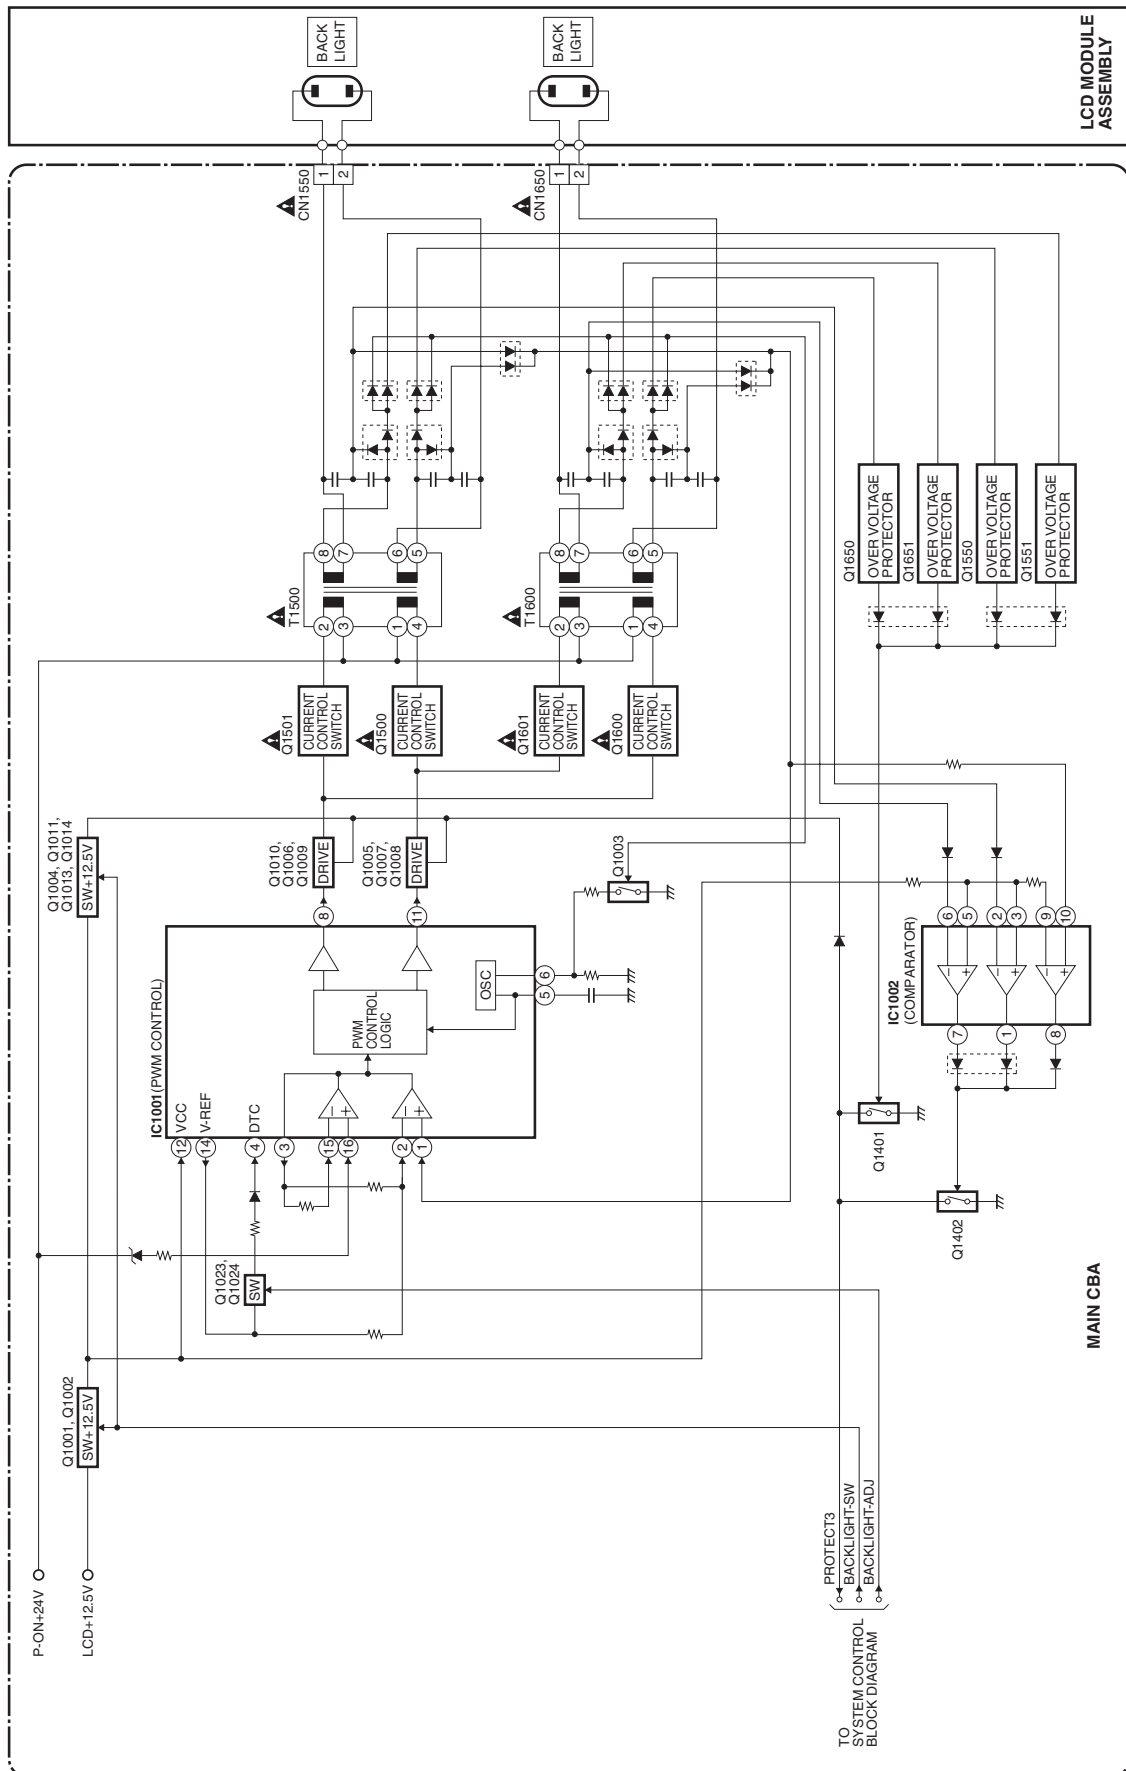 LCD MODULE
ASSEMBLY
BACK
LIGHT
BACK
LIGHT
1
2
CN1550
1
2
CN1650
8
7
6
5
T1500
2
3
1
4
8
7
6
5
T1600
2
3
1
4
Q1650
OVER VOLTAGE
PROTECTOR
Q1651
OVER VOLTAGE
PROTECTOR
Q1550
OVER VOLTAGE
PROTECTOR
Q1551
OVER VOLTAGE
PROTECTOR
Q1501
CURRENT
CONTROL
SWITCH
Q1500
CURRENT
CONTROL
SWITCH
Q1601
CURRENT
CONTROL
SWITCH
Q1600
CURRENT
CONTROL
SWITCH
Q1004, Q1011,
Q1013, Q1014
SW+12.5V
Q1010,
Q1006,
Q1009
DRIVE
Q1005,
Q1007,
Q1008
DRIVE
Q1003
8
11
OSC
6
5
PWM
CONTROL
LOGIC
IC1001(PWM CONTROL)
VCC
V-REF
DTC
12
14
4
3
15
16
2
1
IC1002
(COMPARATOR)
6
5
2
3
9
10
7
1
8
Q1401
Q1402
Q1023,
Q1024
SW
Q1001, Q1002
SW+12.5V
P-ON+24V
LCD+12.5V
PROTECT3
BACKLIGHT-SW
BACKLIGHT-ADJ
TO
SYSTEM CONTROL
BLOCK DIAGRAM
MAIN CBA